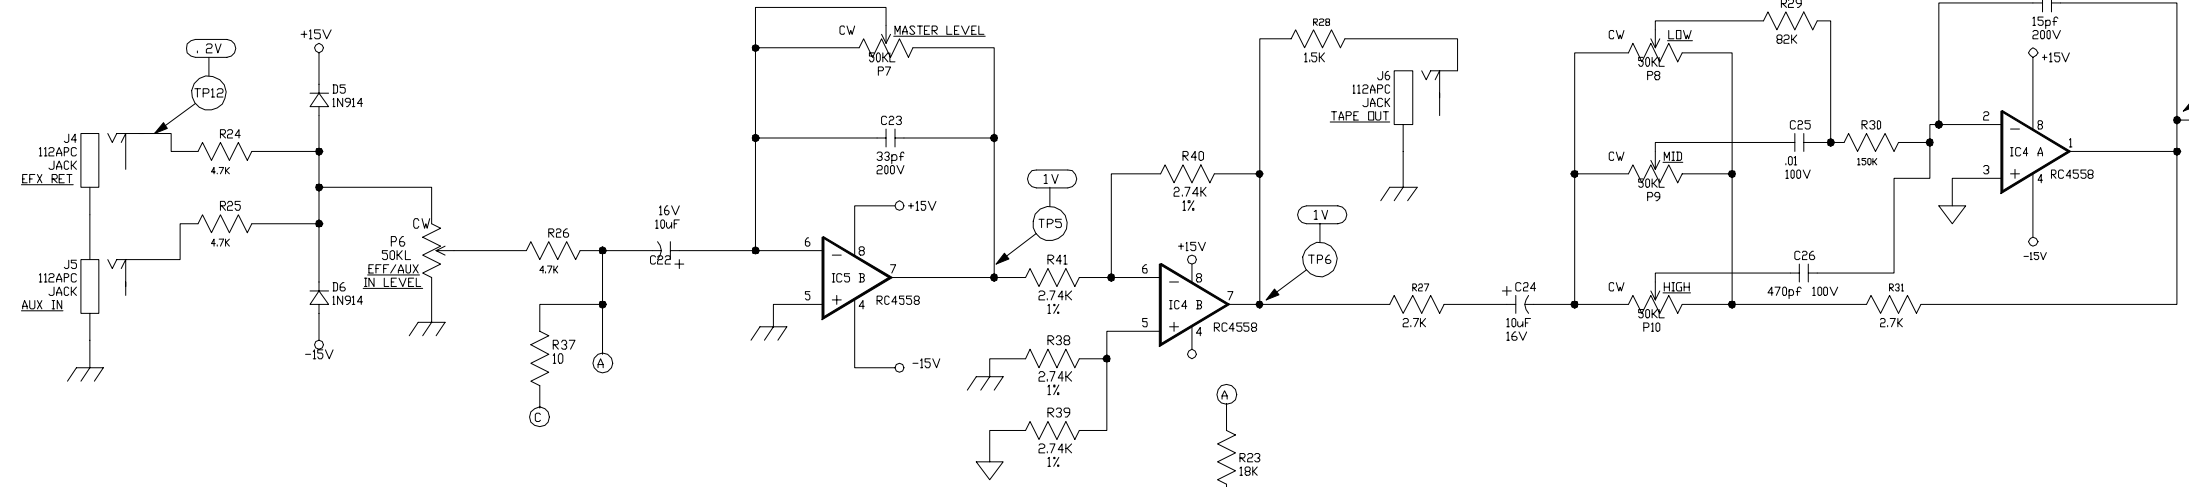 .2V
TP12
J4
112APC
JACK
EFX RET
R24
4.7K
R25
4.7K
J5
112APC
JACK
AUX IN
+15V
D5
1N914
D6
1N914
-15V
CW
P6
50KL
EFF/AUX
IN LEVEL
R26
4.7K
R37
10
C
A
16V
10uF
C22
+
CW
MASTER LEVEL
50KL
P7
C23
33pf
200V
+15V
6
-
8
IC5 B
7
5
+
4
RC4558
-15V
1V
TP5
R41
2.74K
1%
R40
2.74K
1%
R38
2.74K
1%
R39
2.74K
1%
+15V
6
-
8
IC4 B
7
5
+
4
RC4558
A
R23
18K
1V
TP6
R28
1.5K
J6
112APC
JACK
TAPE OUT
R27
2.7K
+
C24
10uF
16V
CW
LOW
50KL
P8
CW
MID
50KL
P9
CW
HIGH
50KL
P10
R29
82K
C25
.01
100V
R30
150K
C26
470pf 100V
R31
2.7K
15pf
200V
+15V
2
-
8
IC4 A
1
3
+
4
RC4558
-15V